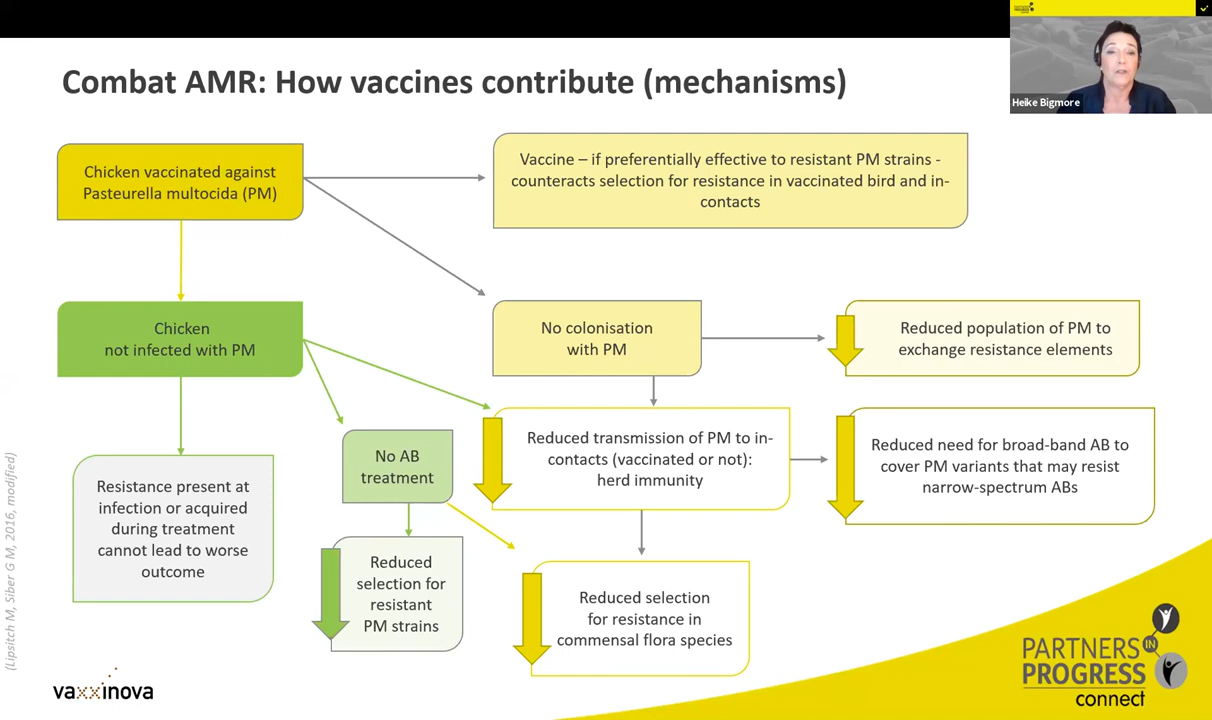 Heike Bigmore
Combat AMR: How vaccines contribute (mechanisms)
Chicken vaccinated against
Pasteurella multocida (PM)
Vaccine – if preferentially effective to resistant PM strains -
counteracts selection for resistance in vaccinated bird and in-
contacts
Chicken
not infected with PM
No colonisation
with PM
Reduced population of PM to
exchange resistance elements
No AB
treatment
Reduced transmission of PM to in-
contacts (vaccinated or not):
herd immunity
Reduced need for broad-band AB to
cover PM variants that may resist
narrow-spectrum ABs
Resistance present at
infection or acquired
during treatment
cannot lead to worse
outcome
Reduced
selection for
resistant
PM strains
Reduced selection
for resistance in
commensal flora species
(Lipsitch M, Siber G M, 2016, modified)
vaxxinova
PARTNERS
IN
PROGRESS
connect